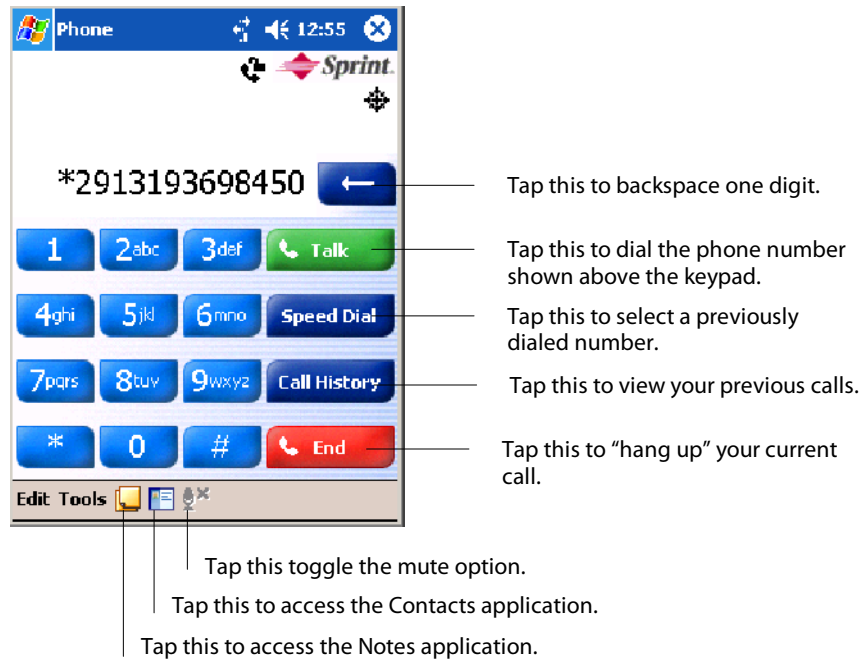 Phone 12:55
Sprint
*2913193698450
Tap this to backspace one digit.
1 2abc 3def Talk
Tap this to dial the phone number
shown above the keypad.
4ghi 5jkl 6mno Speed Dial
Tap this to select a previously
dialed number.
7pqrs 8tuv 9wxyz Call History
Tap this to view your previous calls.
* 0 # End
Tap this to “hang up” your current
call.
Edit Tools
Tap this toggle the mute option.
Tap this to access the Contacts application.
Tap this to access the Notes application.